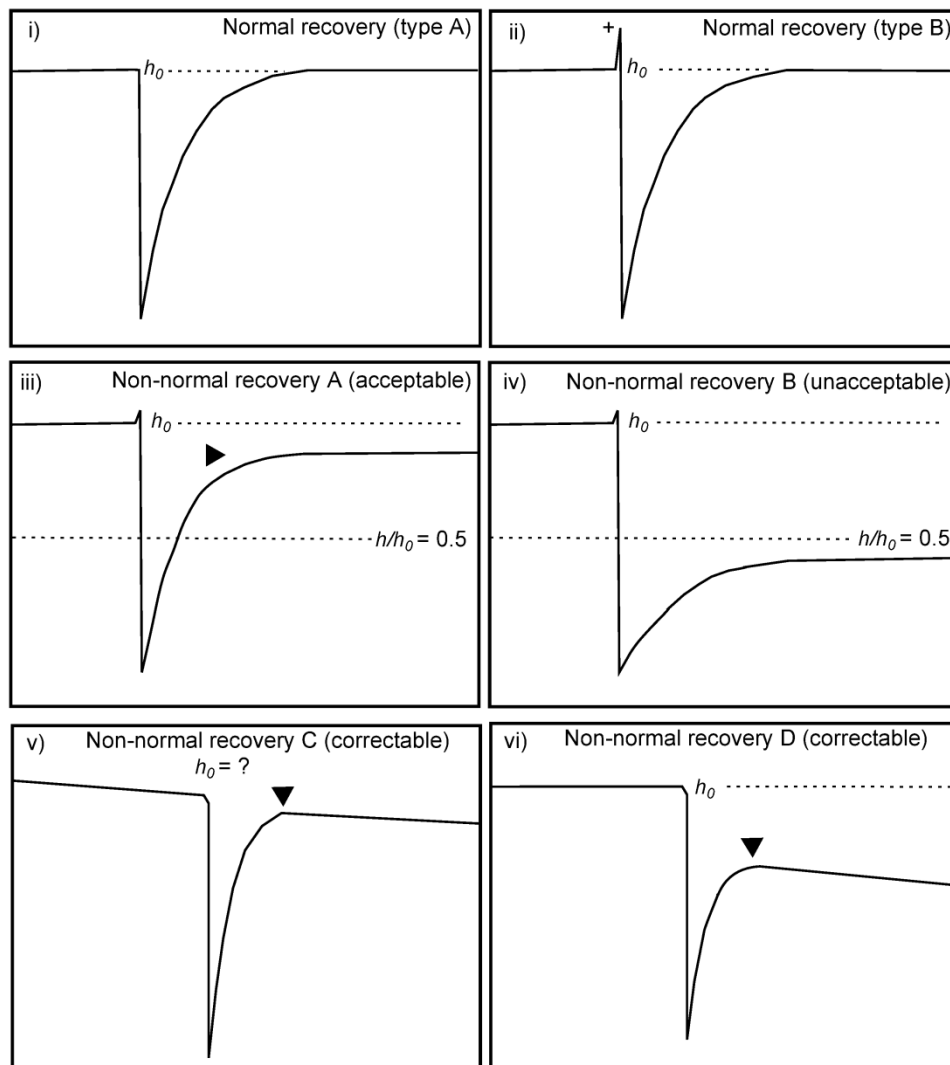 i) Normal recovery (type A)
h₀
ii) + Normal recovery (type B)
h₀
iii) Non-normal recovery A (acceptable)
h₀
h/h₀ = 0.5
iv) Non-normal recovery B (unacceptable)
h₀
h/h₀ = 0.5
v) Non-normal recovery C (correctable)
h₀ = ?
vi) Non-normal recovery D (correctable)
h₀